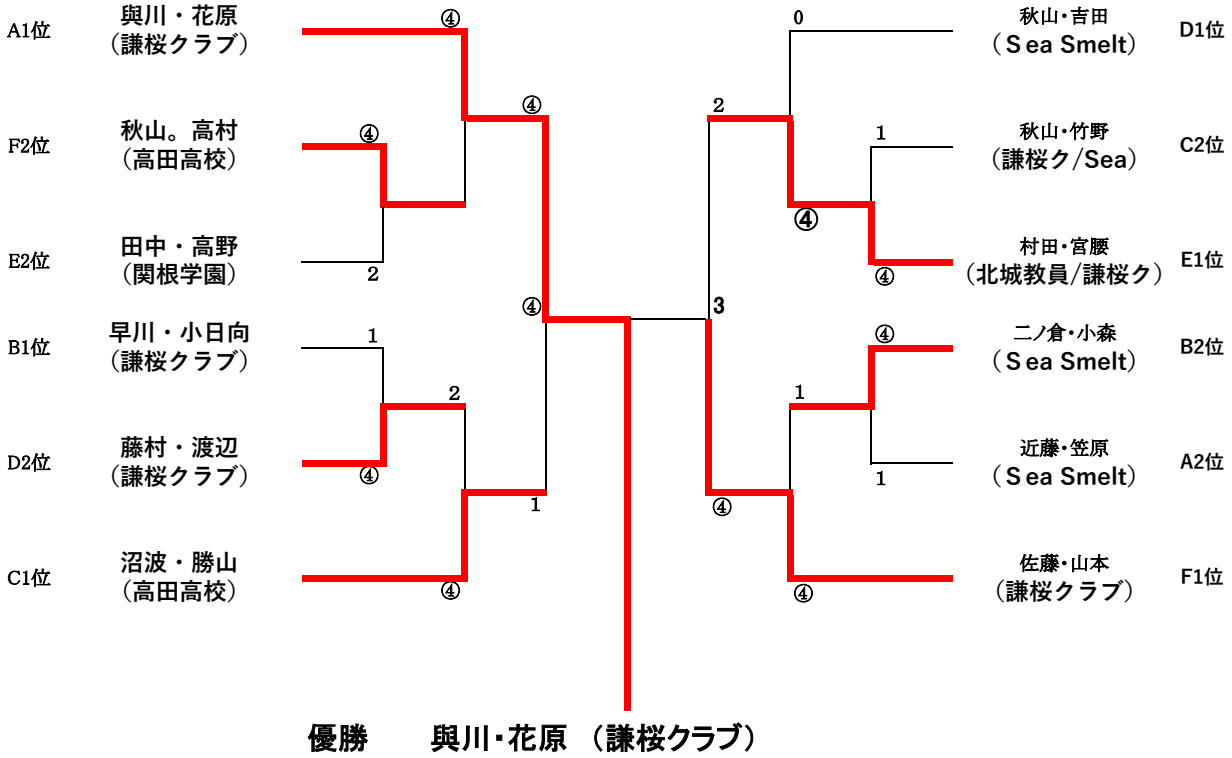 A1位
與川・花原
(謙桜クラブ)
④
F2位
秋山。高村
(高田高校)
④
④
E2位
田中・高野
(関根学園)
2
B1位
早川・小日向
(謙桜クラブ)
1
④
2
D2位
藤村・渡辺
(謙桜クラブ)
④
1
C1位
沼波・勝山
(高田高校)
④
0
秋山・吉田
(Sea Smelt)
D1位
2
1
秋山・竹野
(謙桜ク/Sea)
C2位
④
④
村田・宮腰
(北城教員/謙桜ク)
E1位
3
④
二ノ倉・小森
(Sea Smelt)
B2位
1
1
近藤・笠原
(Sea Smelt)
A2位
④
④
佐藤・山本
(謙桜クラブ)
F1位
優勝 與川・花原 (謙桜クラブ)